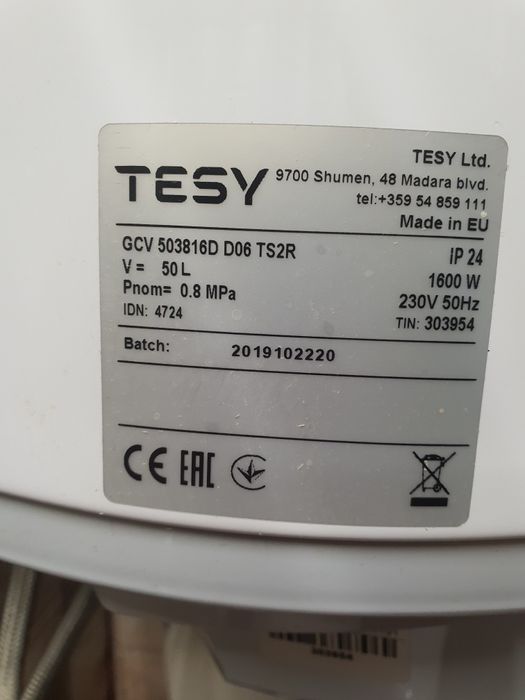 TESY
TESY Ltd.
9700 Shumen, 48 Madara blvd.
tel:+359 54 859 111
Made in EU
GCV 503816D D06 TS2R
IP 24
V= 50 L
1600 W
Pnom= 0.8 MPa
230V 50Hz
IDN: 4724
TIN: 303954
Batch: 2019102220
CE EAC
303954